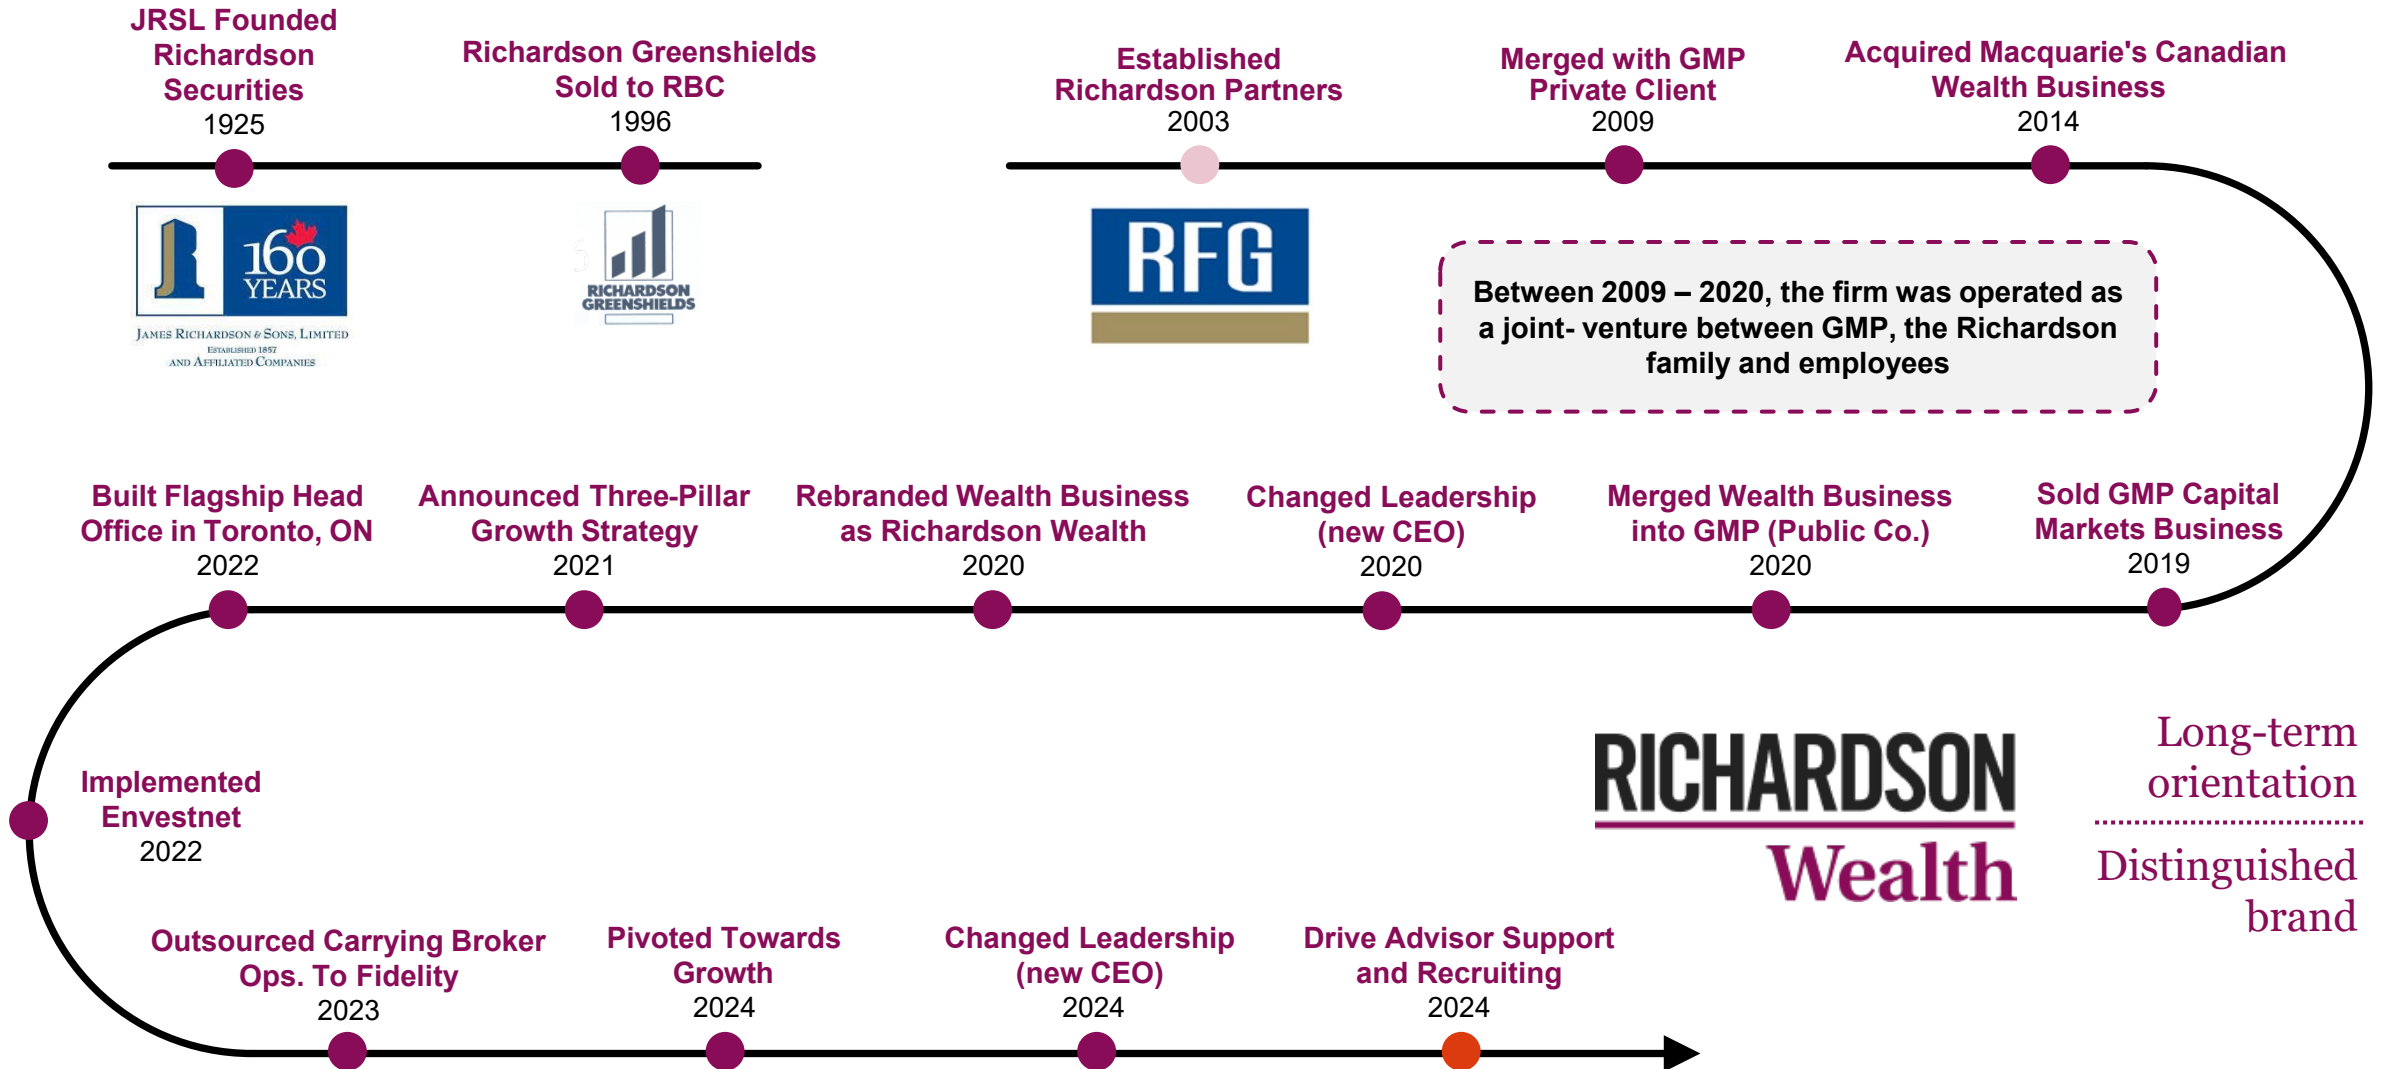 JRSL Founded
Richardson
Securities
1925
Richardson Greenshields
Sold to RBC
1996
Established
Richardson Partners
2003
Merged with GMP
Private Client
2009
Acquired Macquarie's Canadian
Wealth Business
2014
160
YEARS
JAMES RICHARDSON & SONS, LIMITED
ESTABLISHED 1857
AND AFFILIATED COMPANIES
RICHARDSON
GREENSHIELDS
RFG
Between 2009 – 2020, the firm was operated as
a joint- venture between GMP, the Richardson
family and employees
Built Flagship Head
Office in Toronto, ON
2022
Announced Three-Pillar
Growth Strategy
2021
Rebranded Wealth Business
as Richardson Wealth
2020
Changed Leadership
(new CEO)
2020
Merged Wealth Business
into GMP (Public Co.)
2020
Sold GMP Capital
Markets Business
2019
Implemented
Envestnet
2022
RICHARDSON
Wealth
Long-term
orientation
Distinguished
brand
Outsourced Carrying Broker
Ops. To Fidelity
2023
Pivoted Towards
Growth
2024
Changed Leadership
(new CEO)
2024
Drive Advisor Support
and Recruiting
2024